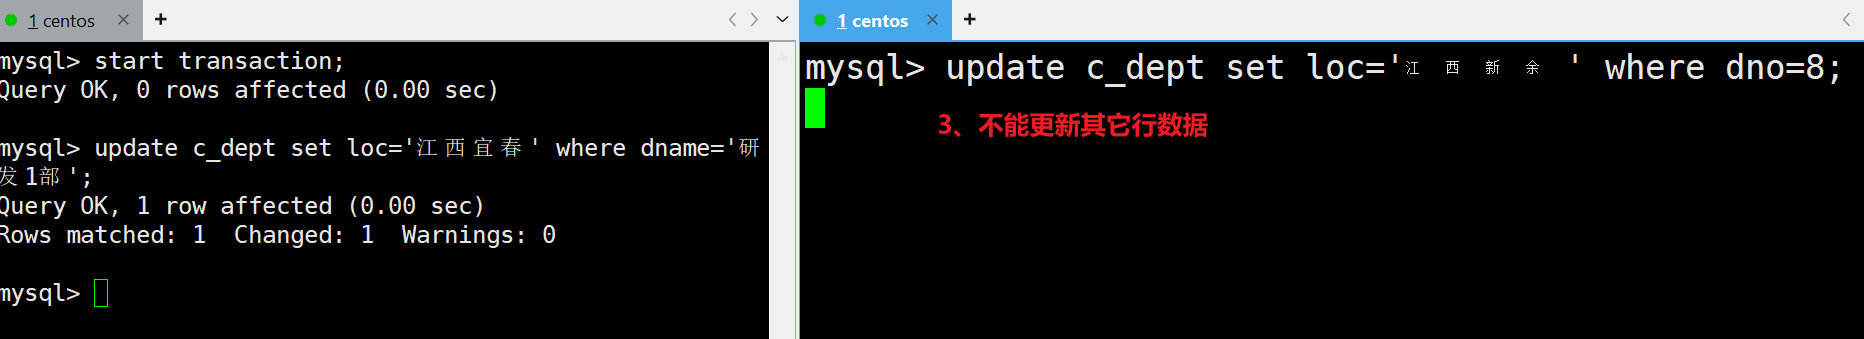 1 centos × +
mysql> start transaction;
Query OK, 0 rows affected (0.00 sec)
mysql> update c_dept set loc='江西宜春' where dname='研
发1部';
Query OK, 1 row affected (0.00 sec)
Rows matched: 1  Changed: 1  Warnings: 0
mysql>
1 centos × +
mysql> update c_dept set loc='江西新余' where dno=8;
3、不能更新其它行数据